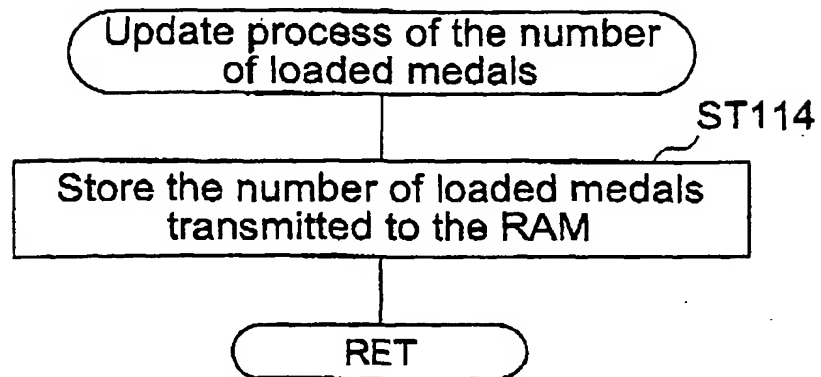 Update process of the number
of loaded medals
ST114
Store the number of loaded medals
transmitted to the RAM
RET